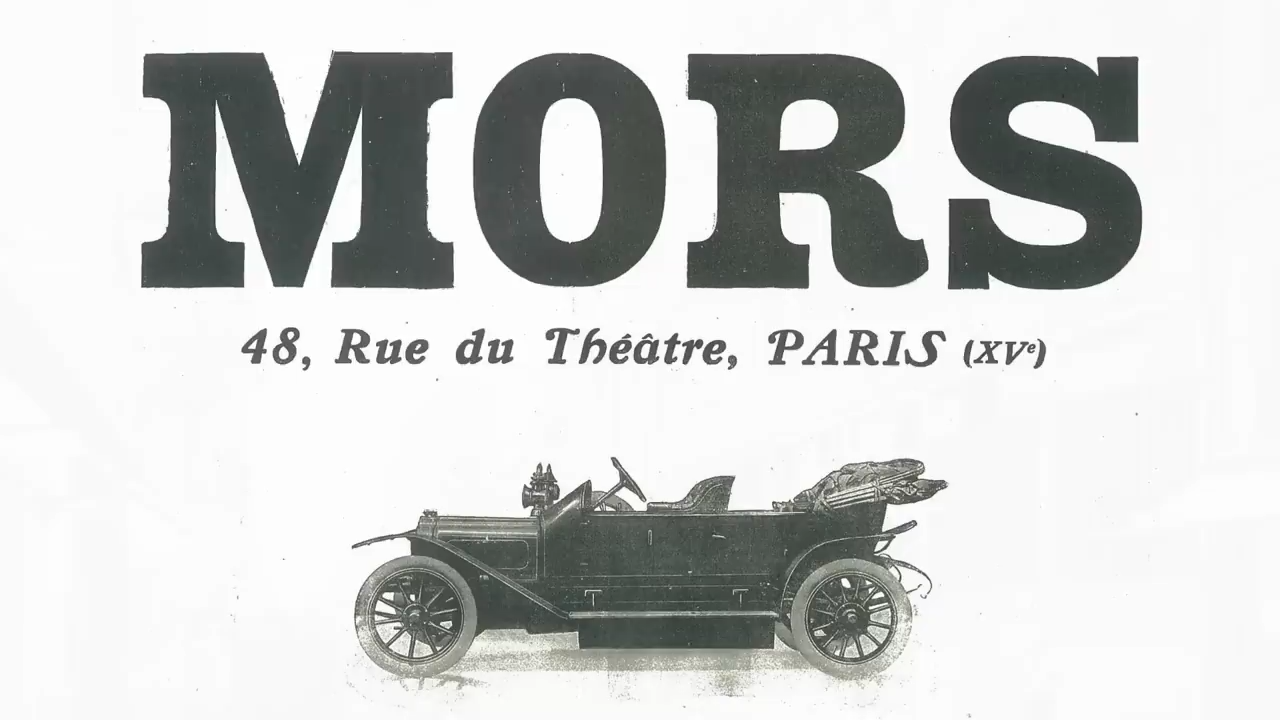 MORS
48, Rue du Théâtre, PARIS (XVᵉ)